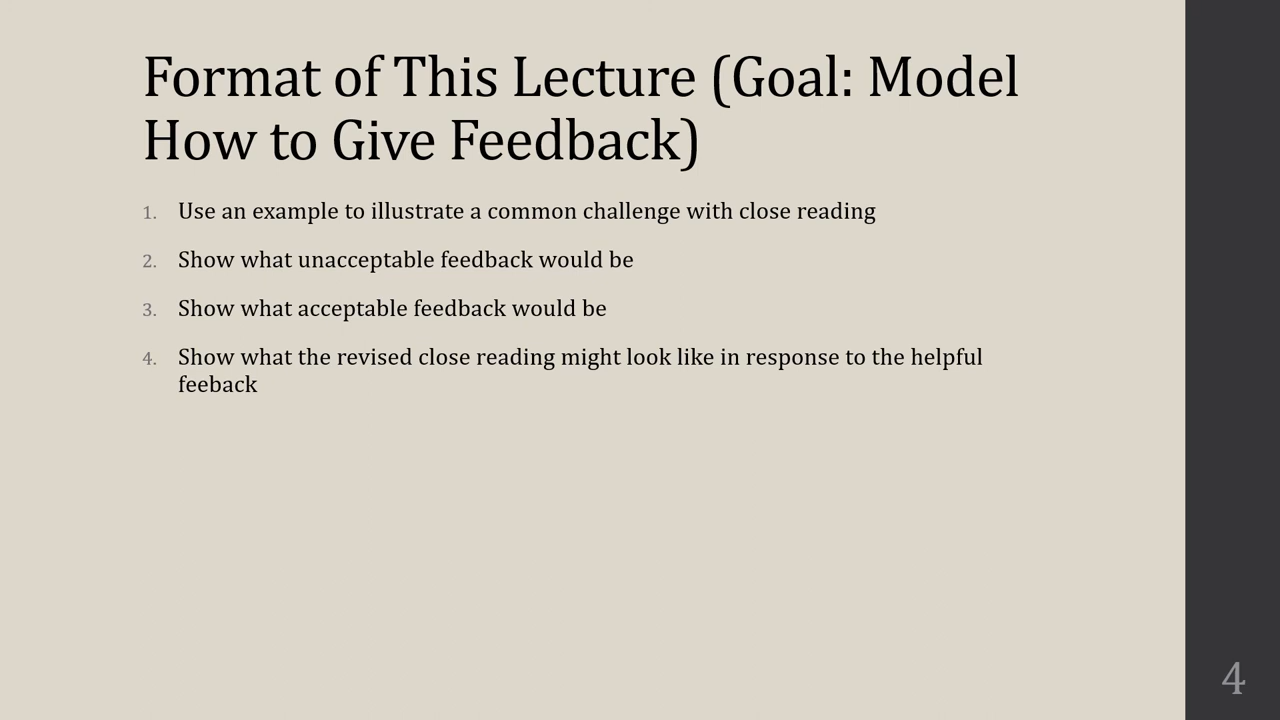 Format of This Lecture (Goal: Model
How to Give Feedback)
1. Use an example to illustrate a common challenge with close reading
2. Show what unacceptable feedback would be
3. Show what acceptable feedback would be
4. Show what the revised close reading might look like in response to the helpful
feeback
4